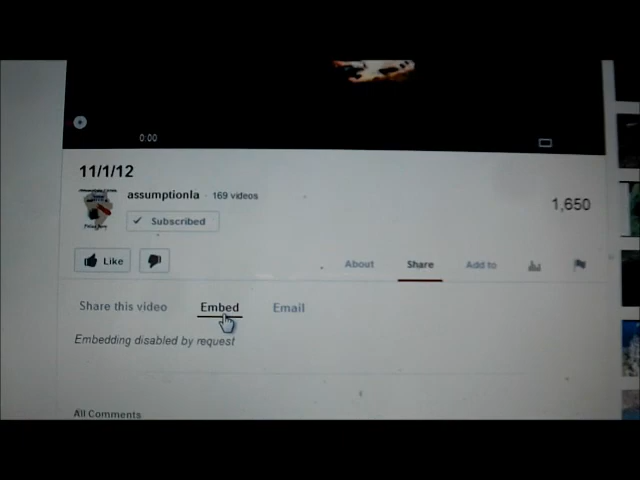 0:00
11/1/12
assumptionla · 169 videos
Subscribed
1,650
Like
About Share Add to
Share this video Embed Email
Embedding disabled by request
All Comments